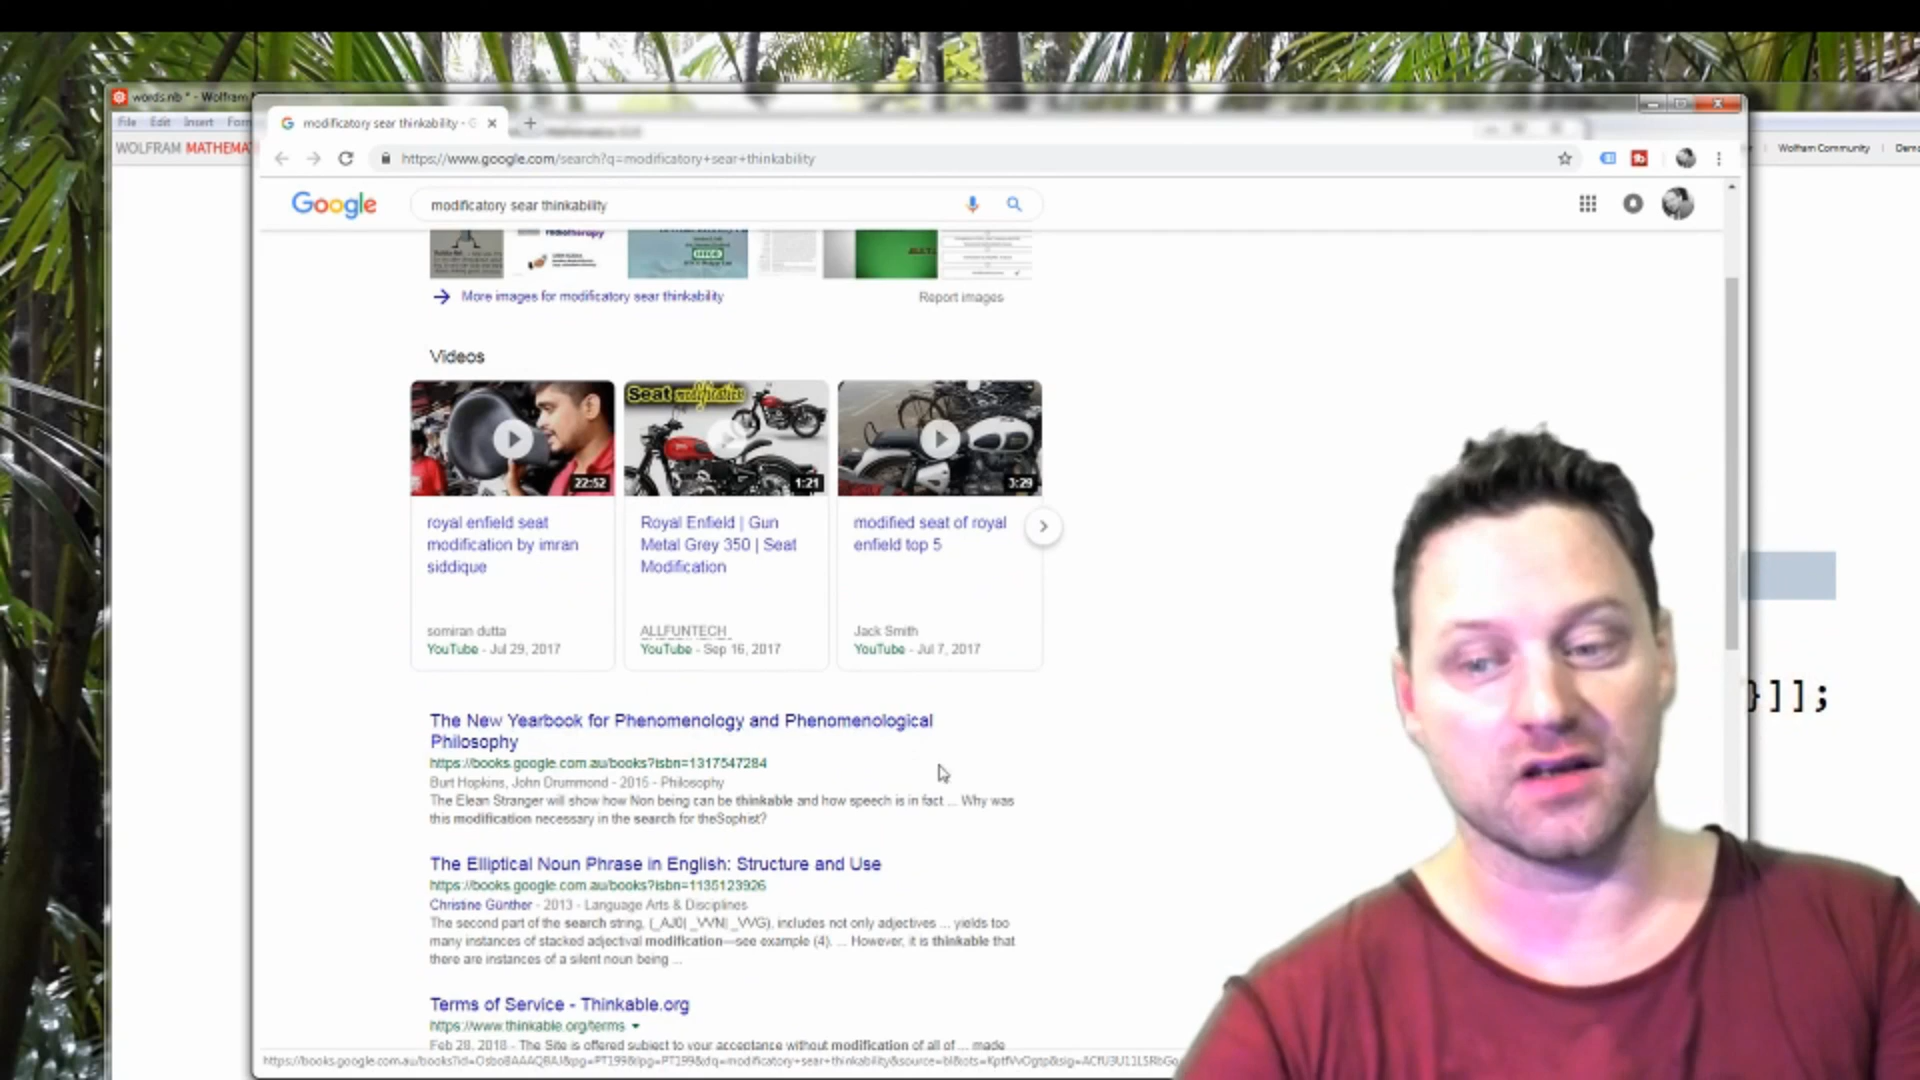 words.nb * - Wolfram
File Edit Insert Form
WOLFRAM MATHEMA
Wolfram Community Demo
modificatory sear thinkability - G
https://www.google.com/search?q=modificatory+sear+thinkability
Google
modificatory sear thinkability
radiotherapy
More images for modificatory sear thinkability
Report images
Videos
22:52
Seat modification
1:21
3:29
royal enfield seat
modification by imran
siddique
somiran dutta
YouTube - Jul 29, 2017
Royal Enfield | Gun
Metal Grey 350 | Seat
Modification
ALLFUNTECH
YouTube - Sep 16, 2017
modified seat of royal
enfield top 5
Jack Smith
YouTube - Jul 7, 2017
}]];
The New Yearbook for Phenomenology and Phenomenological
Philosophy
https://books.google.com.au/books?isbn=1317547284
Burt Hopkins, John Drummond - 2015 - Philosophy
The Elean Stranger will show how Non being can be thinkable and how speech is in fact ... Why was
this modification necessary in the search for theSophist?
The Elliptical Noun Phrase in English: Structure and Use
https://books.google.com.au/books?isbn=1135123926
Christine Günther - 2013 - Language Arts & Disciplines
The second part of the search string, (_AJ0|_VVN|_VVG), includes not only adjectives ... yields too
many instances of stacked adjectival modification—see example (4). ... However, it is thinkable that
there are instances of a silent noun being ...
Terms of Service - Thinkable.org
https://www.thinkable.org/terms
Feb 28, 2018 - The Site is offered subject to your acceptance without modification of all of ... made